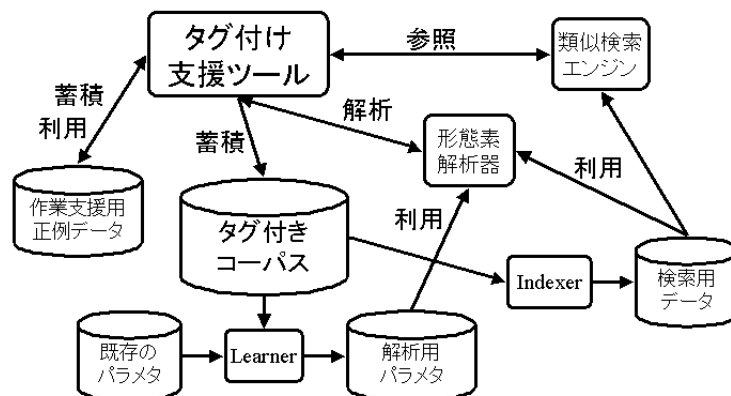 タグ付け
支援ツール
参照
類似検索
エンジン
蓄積
利用
解析
蓄積
形態素
解析器
利用
作業支援用
正例データ
タグ付き
コーパス
利用
Indexer
検索用
データ
既存の
パラメタ
Learner
解析用
パラメタ